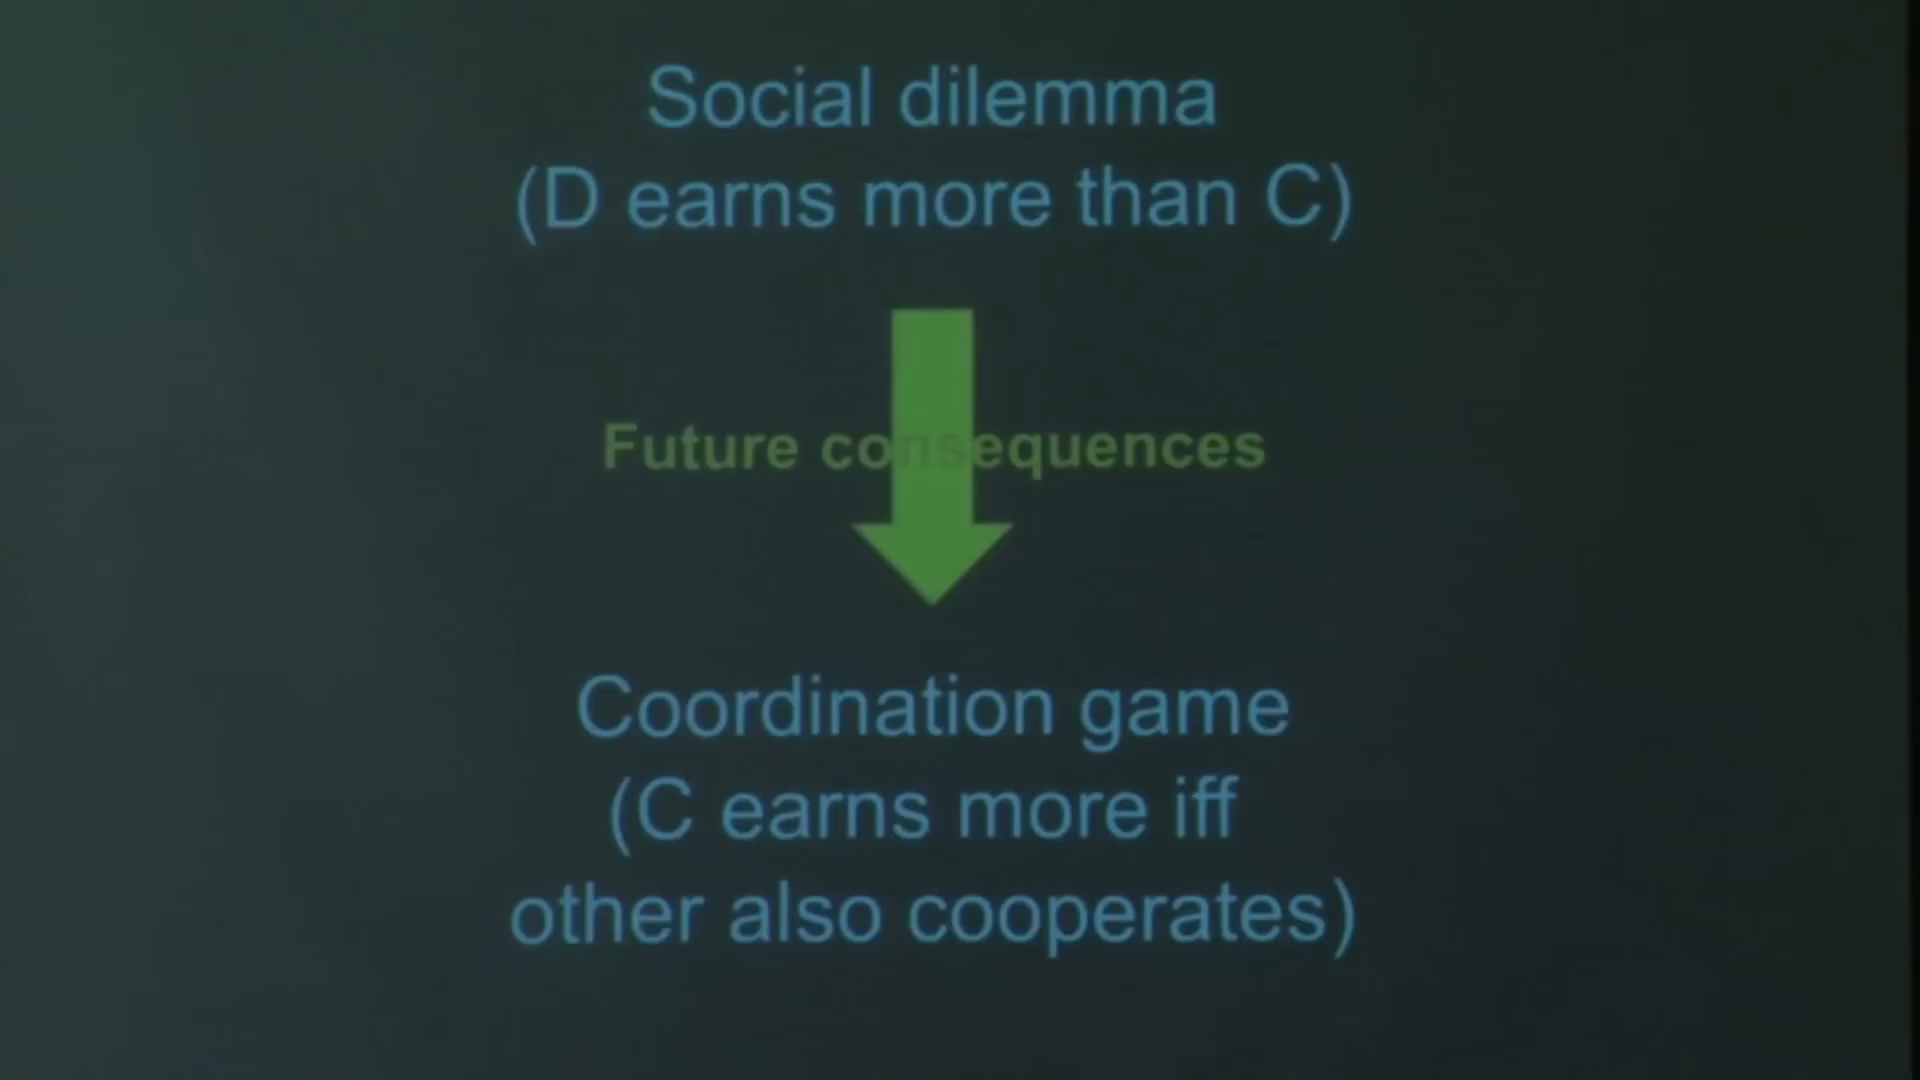 Social dilemma
(D earns more than C)
Future consequences
Coordination game
(C earns more iff
other also cooperates)